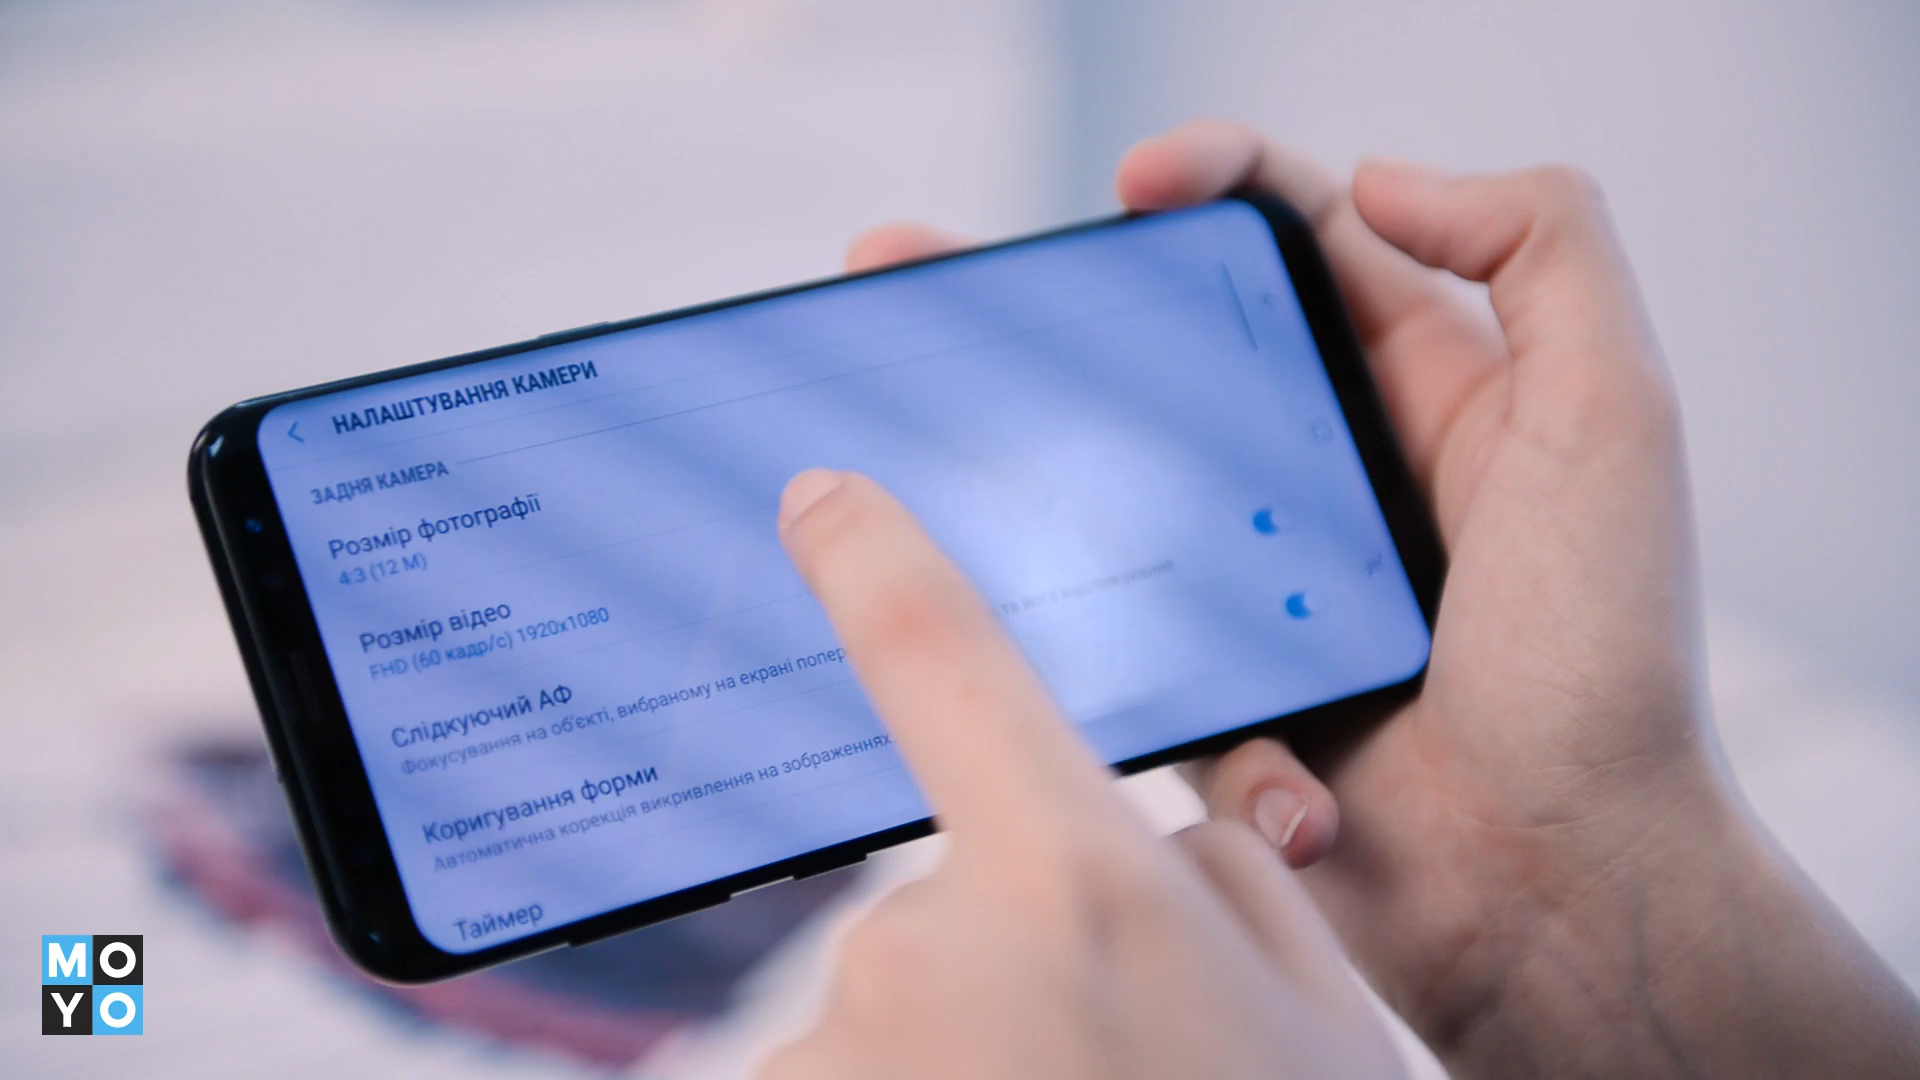 НАЛАШТУВАННЯ КАМЕРИ
ЗАДНЯ КАМЕРА
Розмір фотографії
4:3 (12 M)
Розмір відео
FHD (60 кадр/с) 1920x1080
Слідкуючий АФ
Фокусування на об'єкті, вибраному на екрані
Коригування форми
Автоматична корекція викривлення на зображеннях
Таймер
MOYO